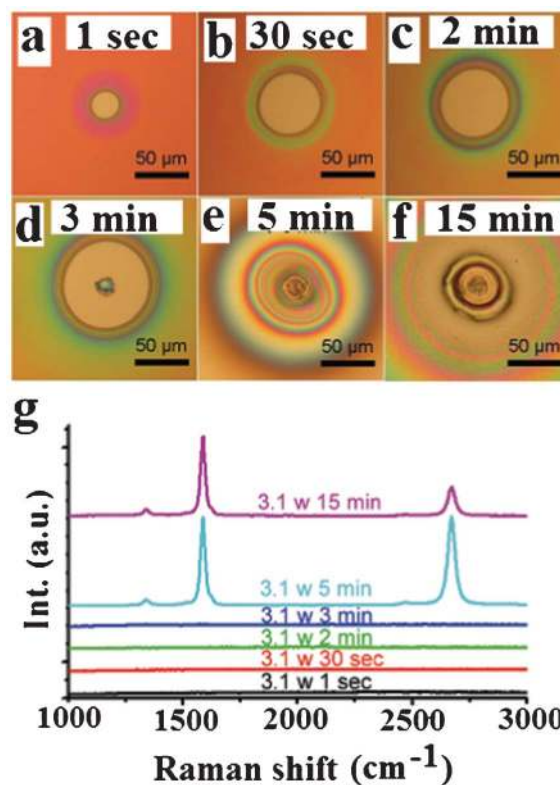 a 1 sec
b 30 sec
c 2 min
50 µm
50 µm
50 µm
d 3 min
e 5 min
f 15 min
50 µm
50 µm
50 µm
g
3.1 w 15 min
3.1 w 5 min
3.1 w 3 min
3.1 w 2 min
3.1 w 30 sec
3.1 w 1 sec
Int. (a.u.)
1000 1500 2000 2500 3000
Raman shift (cm⁻¹)